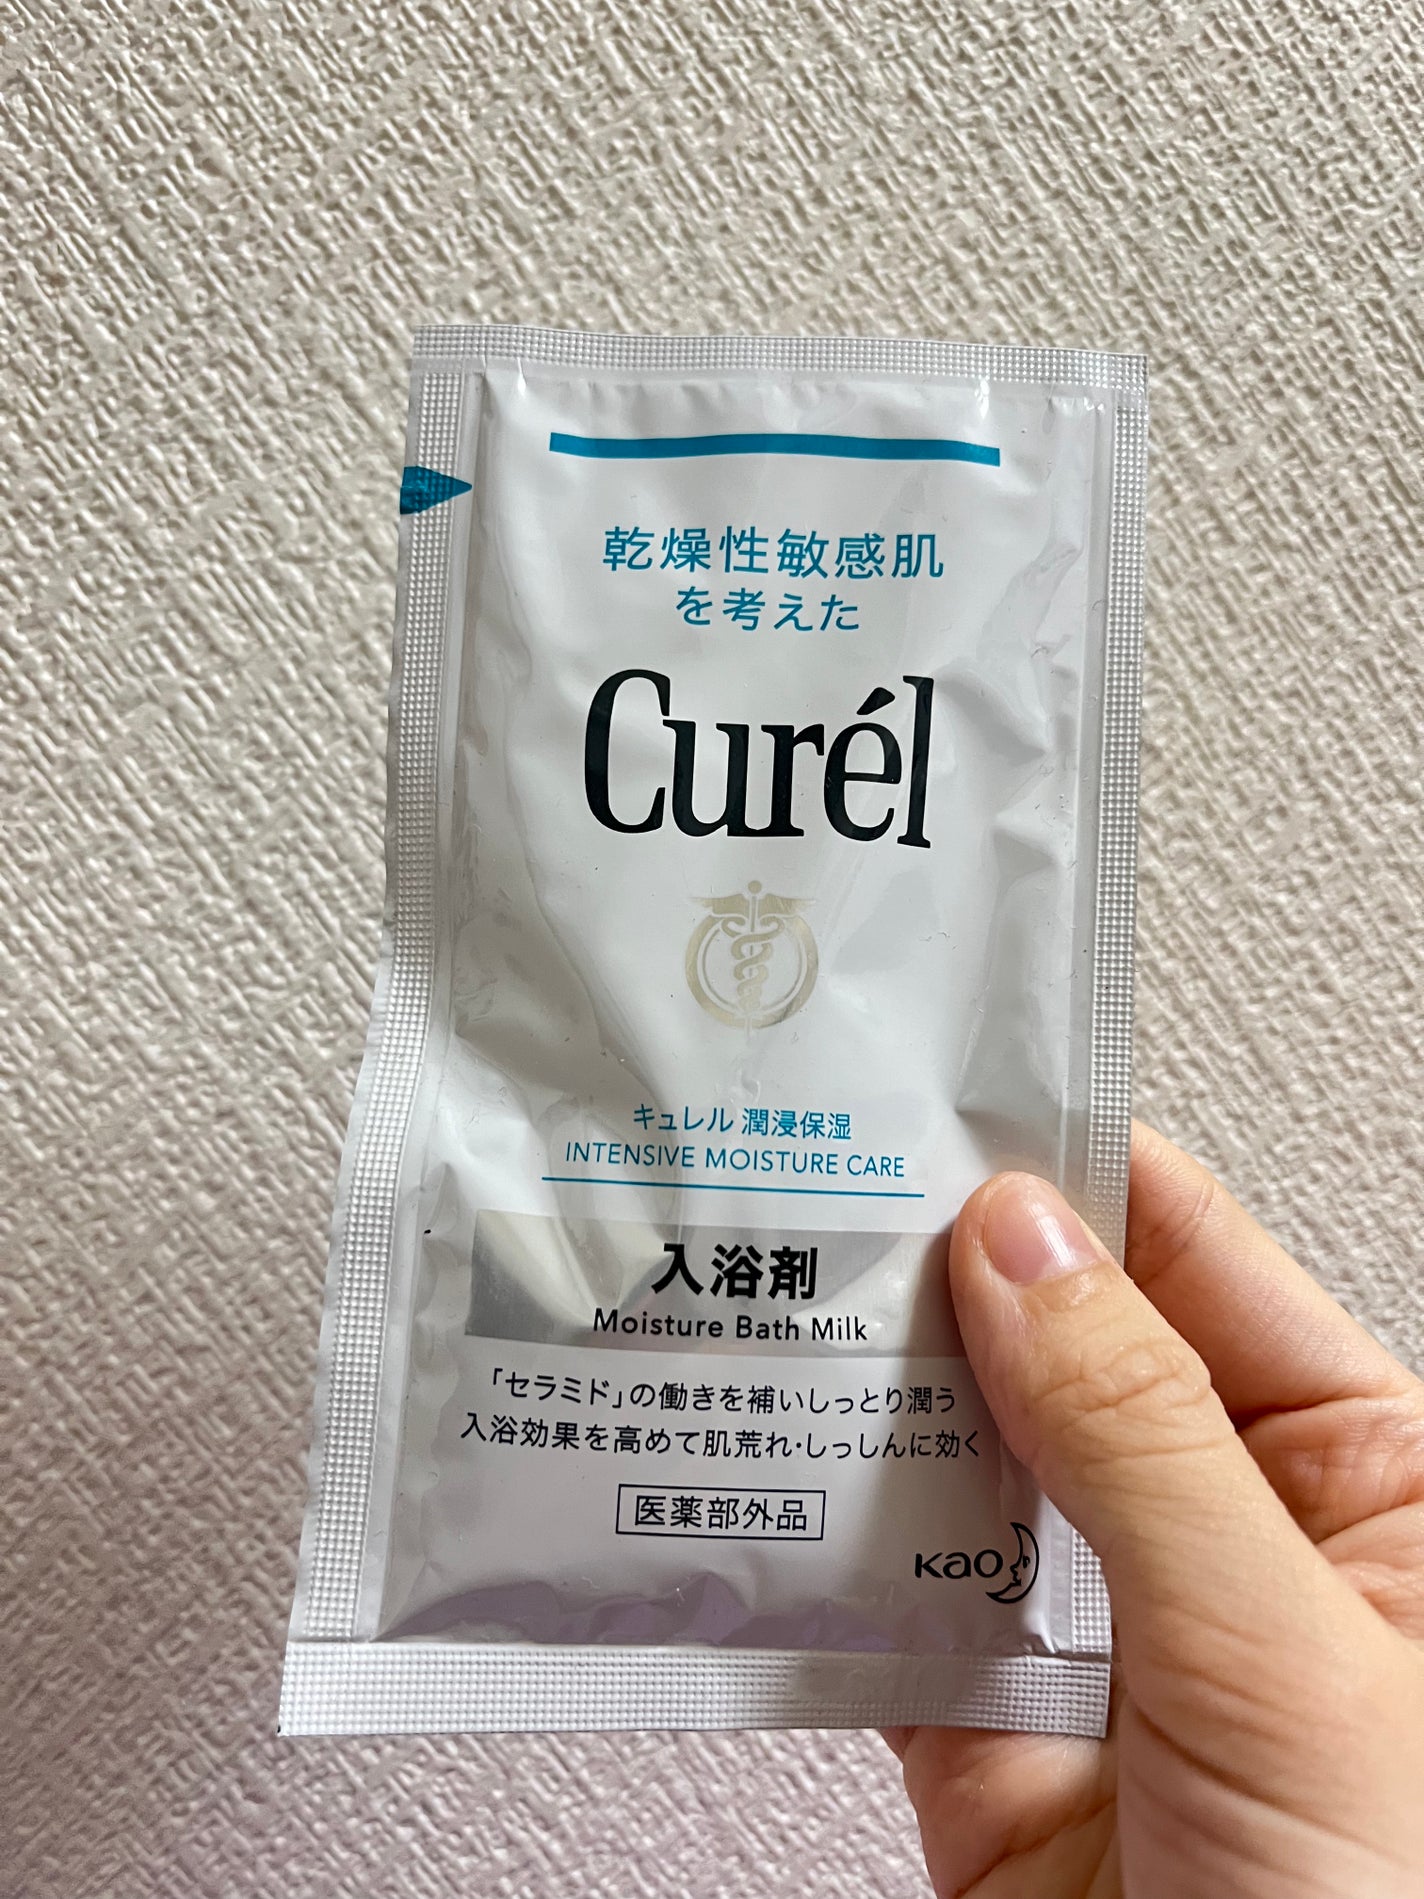 乾燥性敏感肌
を考えた
Curél
キュレル 潤浸保湿
INTENSIVE MOISTURE CARE
入浴剤
Moisture Bath Milk
「セラミド」の働きを補いしっとり潤う
入浴効果を高めて肌荒れ・しっしんに効く
医薬部外品
Kao